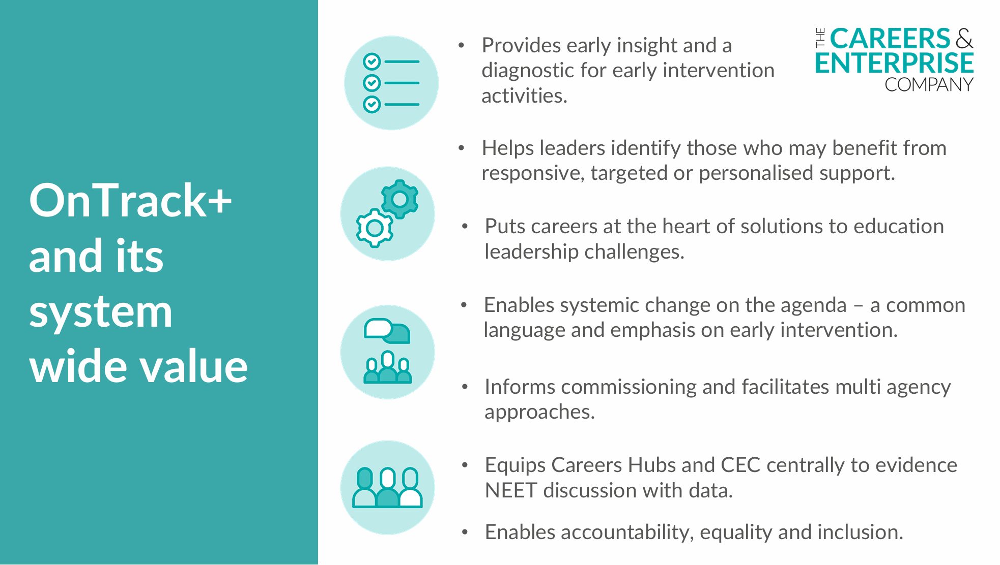 OnTrack+
and its
system
wide value
• Provides early insight and a
diagnostic for early intervention
activities.
THE CAREERS &
ENTERPRISE
COMPANY
• Helps leaders identify those who may benefit from
responsive, targeted or personalised support.
• Puts careers at the heart of solutions to education
leadership challenges.
• Enables systemic change on the agenda – a common
language and emphasis on early intervention.
• Informs commissioning and facilitates multi agency
approaches.
• Equips Careers Hubs and CEC centrally to evidence
NEET discussion with data.
• Enables accountability, equality and inclusion.